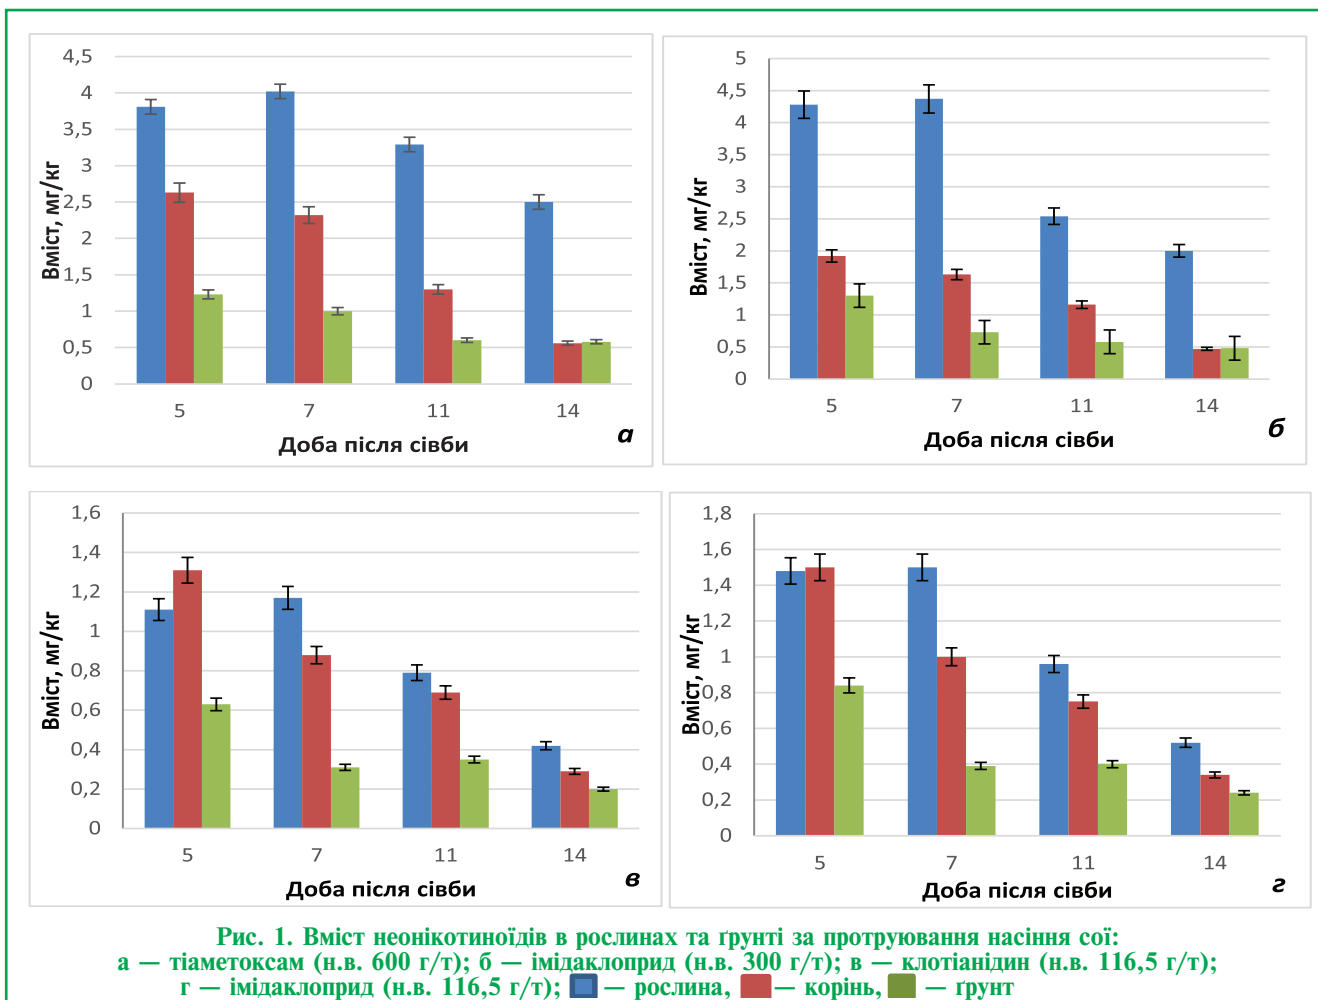 4,5
4
3,5
3
2,5
2
1,5
1
0,5
0
Вміст, мг/кг
5 7 11 14
Доба після сівби
а
5
4,5
4
3,5
3
2,5
2
1,5
1
0,5
0
Вміст, мг/кг
5 7 11 14
Доба після сівби
б
1,6
1,4
1,2
1
0,8
0,6
0,4
0,2
0
Вміст, мг/кг
5 7 11 14
Доба після сівби
в
1,8
1,6
1,4
1,2
1
0,8
0,6
0,4
0,2
0
Вміст, мг/кг
5 7 11 14
Доба після сівби
г
Рис. 1. Вміст неонікотиноїдів в рослинах та ґрунті за протруювання насіння сої:
а — тіаметоксам (н.в. 600 г/т); б — імідаклоприд (н.в. 300 г/т); в — клотіанідин (н.в. 116,5 г/т);
г — імідаклоприд (н.в. 116,5 г/т); — рослина, — корінь, — ґрунт